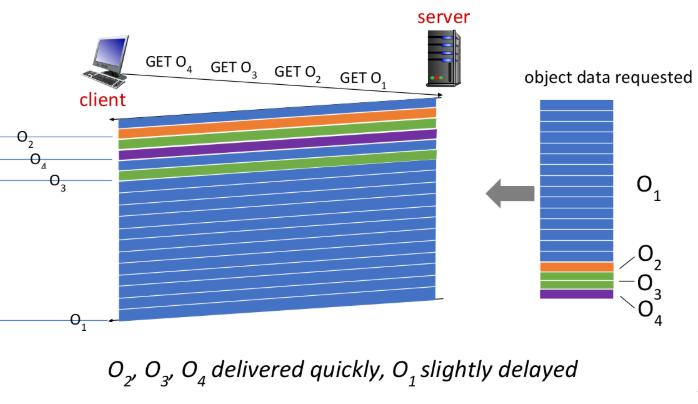 server
GET O₄ GET O₃ GET O₂ GET O₁
object data requested
client
O₂
O₄
O₃
O₁
O₁
O₂
O₃
O₄
O₂, O₃, O₄ delivered quickly, O₁ slightly delayed